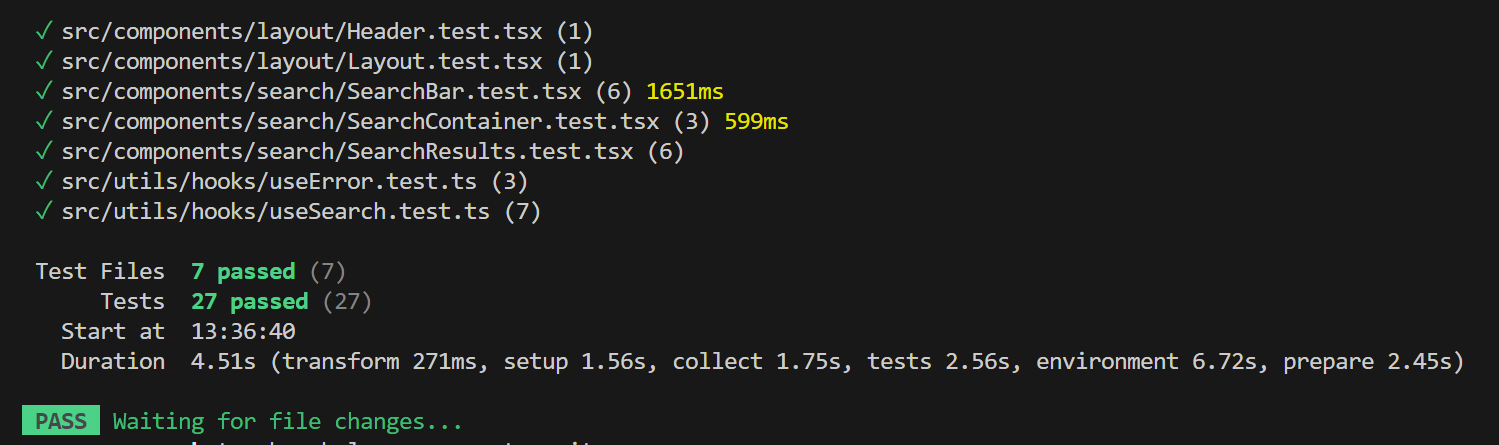 ✓ src/components/layout/Header.test.tsx (1)
✓ src/components/layout/Layout.test.tsx (1)
✓ src/components/search/SearchBar.test.tsx (6) 1651ms
✓ src/components/search/SearchContainer.test.tsx (3) 599ms
✓ src/components/search/SearchResults.test.tsx (6)
✓ src/utils/hooks/useError.test.ts (3)
✓ src/utils/hooks/useSearch.test.ts (7)
Test Files 7 passed (7)
Tests 27 passed (27)
Start at 13:36:40
Duration 4.51s (transform 271ms, setup 1.56s, collect 1.75s, tests 2.56s, environment 6.72s, prepare 2.45s)
PASS Waiting for file changes...